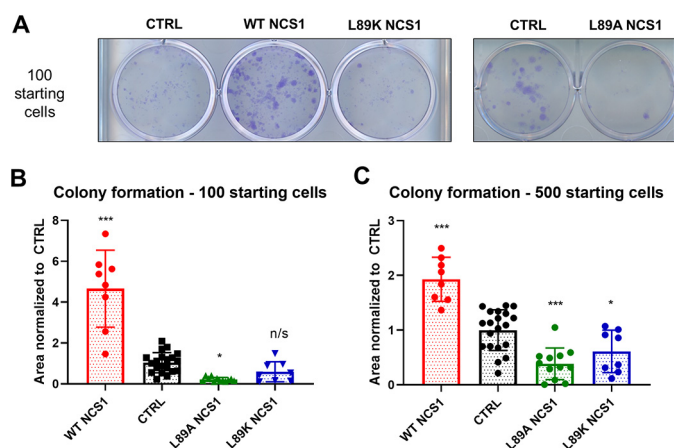 A
CTRL WT NCS1 L89K NCS1 CTRL L89A NCS1
100
starting
cells
B
Colony formation - 100 starting cells
Area normalized to CTRL
8
6
4
2
0
***
*
n/s
WT NCS1
CTRL
L89A NCS1
L89K NCS1
C
Colony formation - 500 starting cells
Area normalized to CTRL
3
2
1
0
***
***
*
WT NCS1
CTRL
L89A NCS1
L89K NCS1